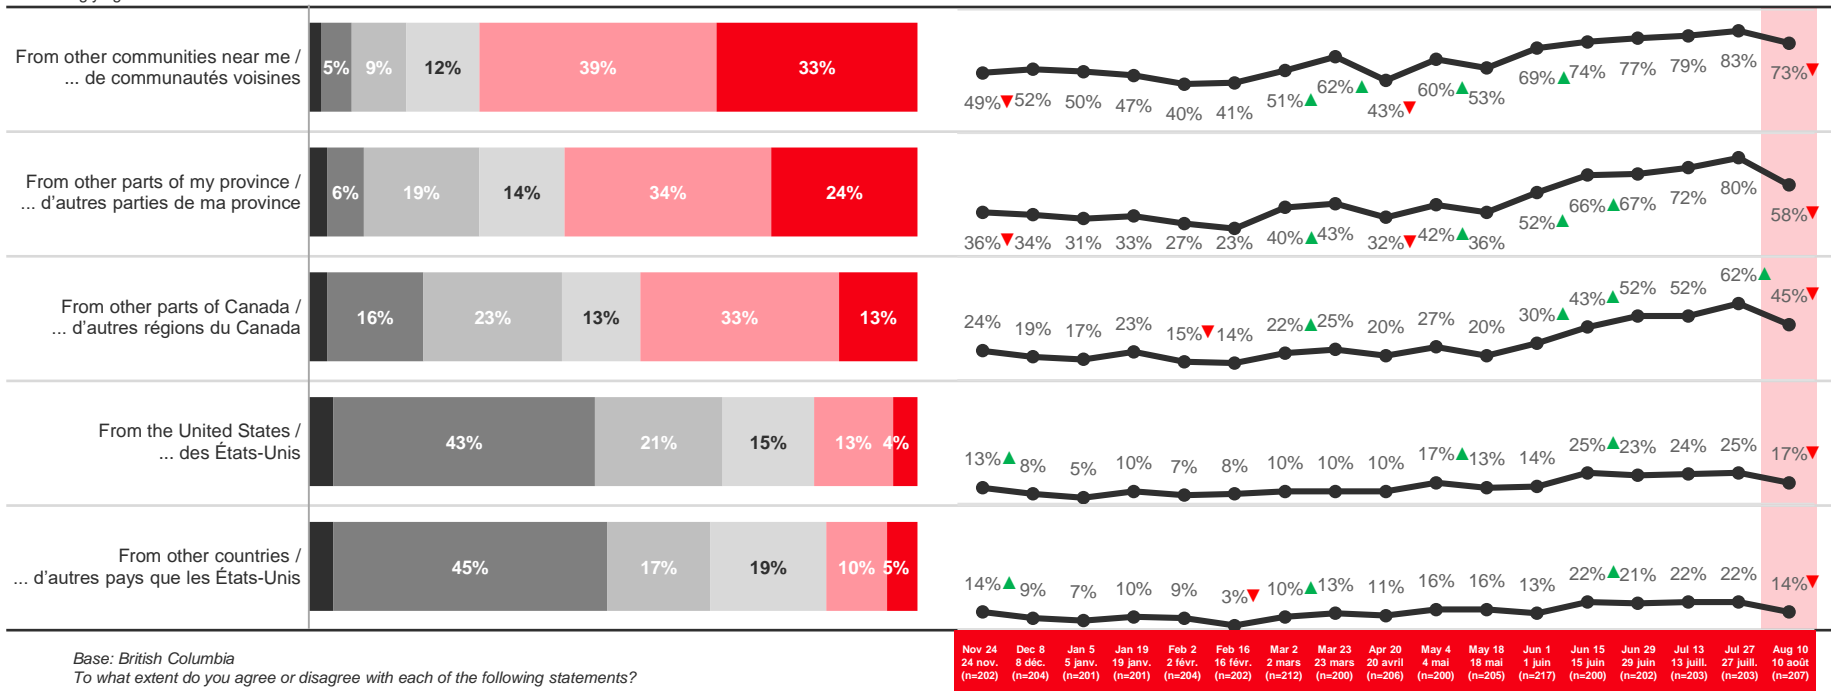 From other communities near me /
... de communautés voisines
5% 9% 12% 39% 33%
49% 52% 50% 47% 40% 41% 51% 62% 43% 60% 53% 69% 74% 77% 79% 83% 73%
From other parts of my province /
... d'autres parties de ma province
6% 19% 14% 34% 24%
36% 34% 31% 33% 27% 23% 40% 43% 32% 42% 36% 52% 66% 67% 72% 80% 58%
From other parts of Canada /
... d'autres régions du Canada
16% 23% 13% 33% 13%
24% 19% 17% 23% 15% 14% 22% 25% 20% 27% 20% 30% 43% 52% 52% 62% 45%
From the United States /
... des États-Unis
43% 21% 15% 13% 4%
13% 8% 5% 10% 7% 8% 10% 10% 10% 17% 13% 14% 25% 23% 24% 25% 17%
From other countries /
... d'autres pays que les États-Unis
45% 17% 19% 10% 5%
14% 9% 7% 10% 9% 3% 10% 13% 11% 16% 16% 13% 22% 21% 22% 22% 14%
Nov 24 Dec 8 Jan 5 Jan 19 Feb 2 Feb 16 Mar 2 Mar 23 Apr 20 May 4 May 18 Jun 1 Jun 15 Jun 29 Jul 13 Jul 27 Aug 10
24 nov. 8 déc. 5 janv. 19 janv. 2 févr. 16 févr. 2 mars 23 mars 20 avril 4 mai 18 mai 1 juin 15 juin 29 juin 13 juill. 27 juill. 10 août
(n=202) (n=204) (n=201) (n=201) (n=204) (n=202) (n=212) (n=200) (n=206) (n=200) (n=205) (n=217) (n=200) (n=202) (n=203) (n=203) (n=207)
Base: British Columbia
To what extent do you agree or disagree with each of the following statements?